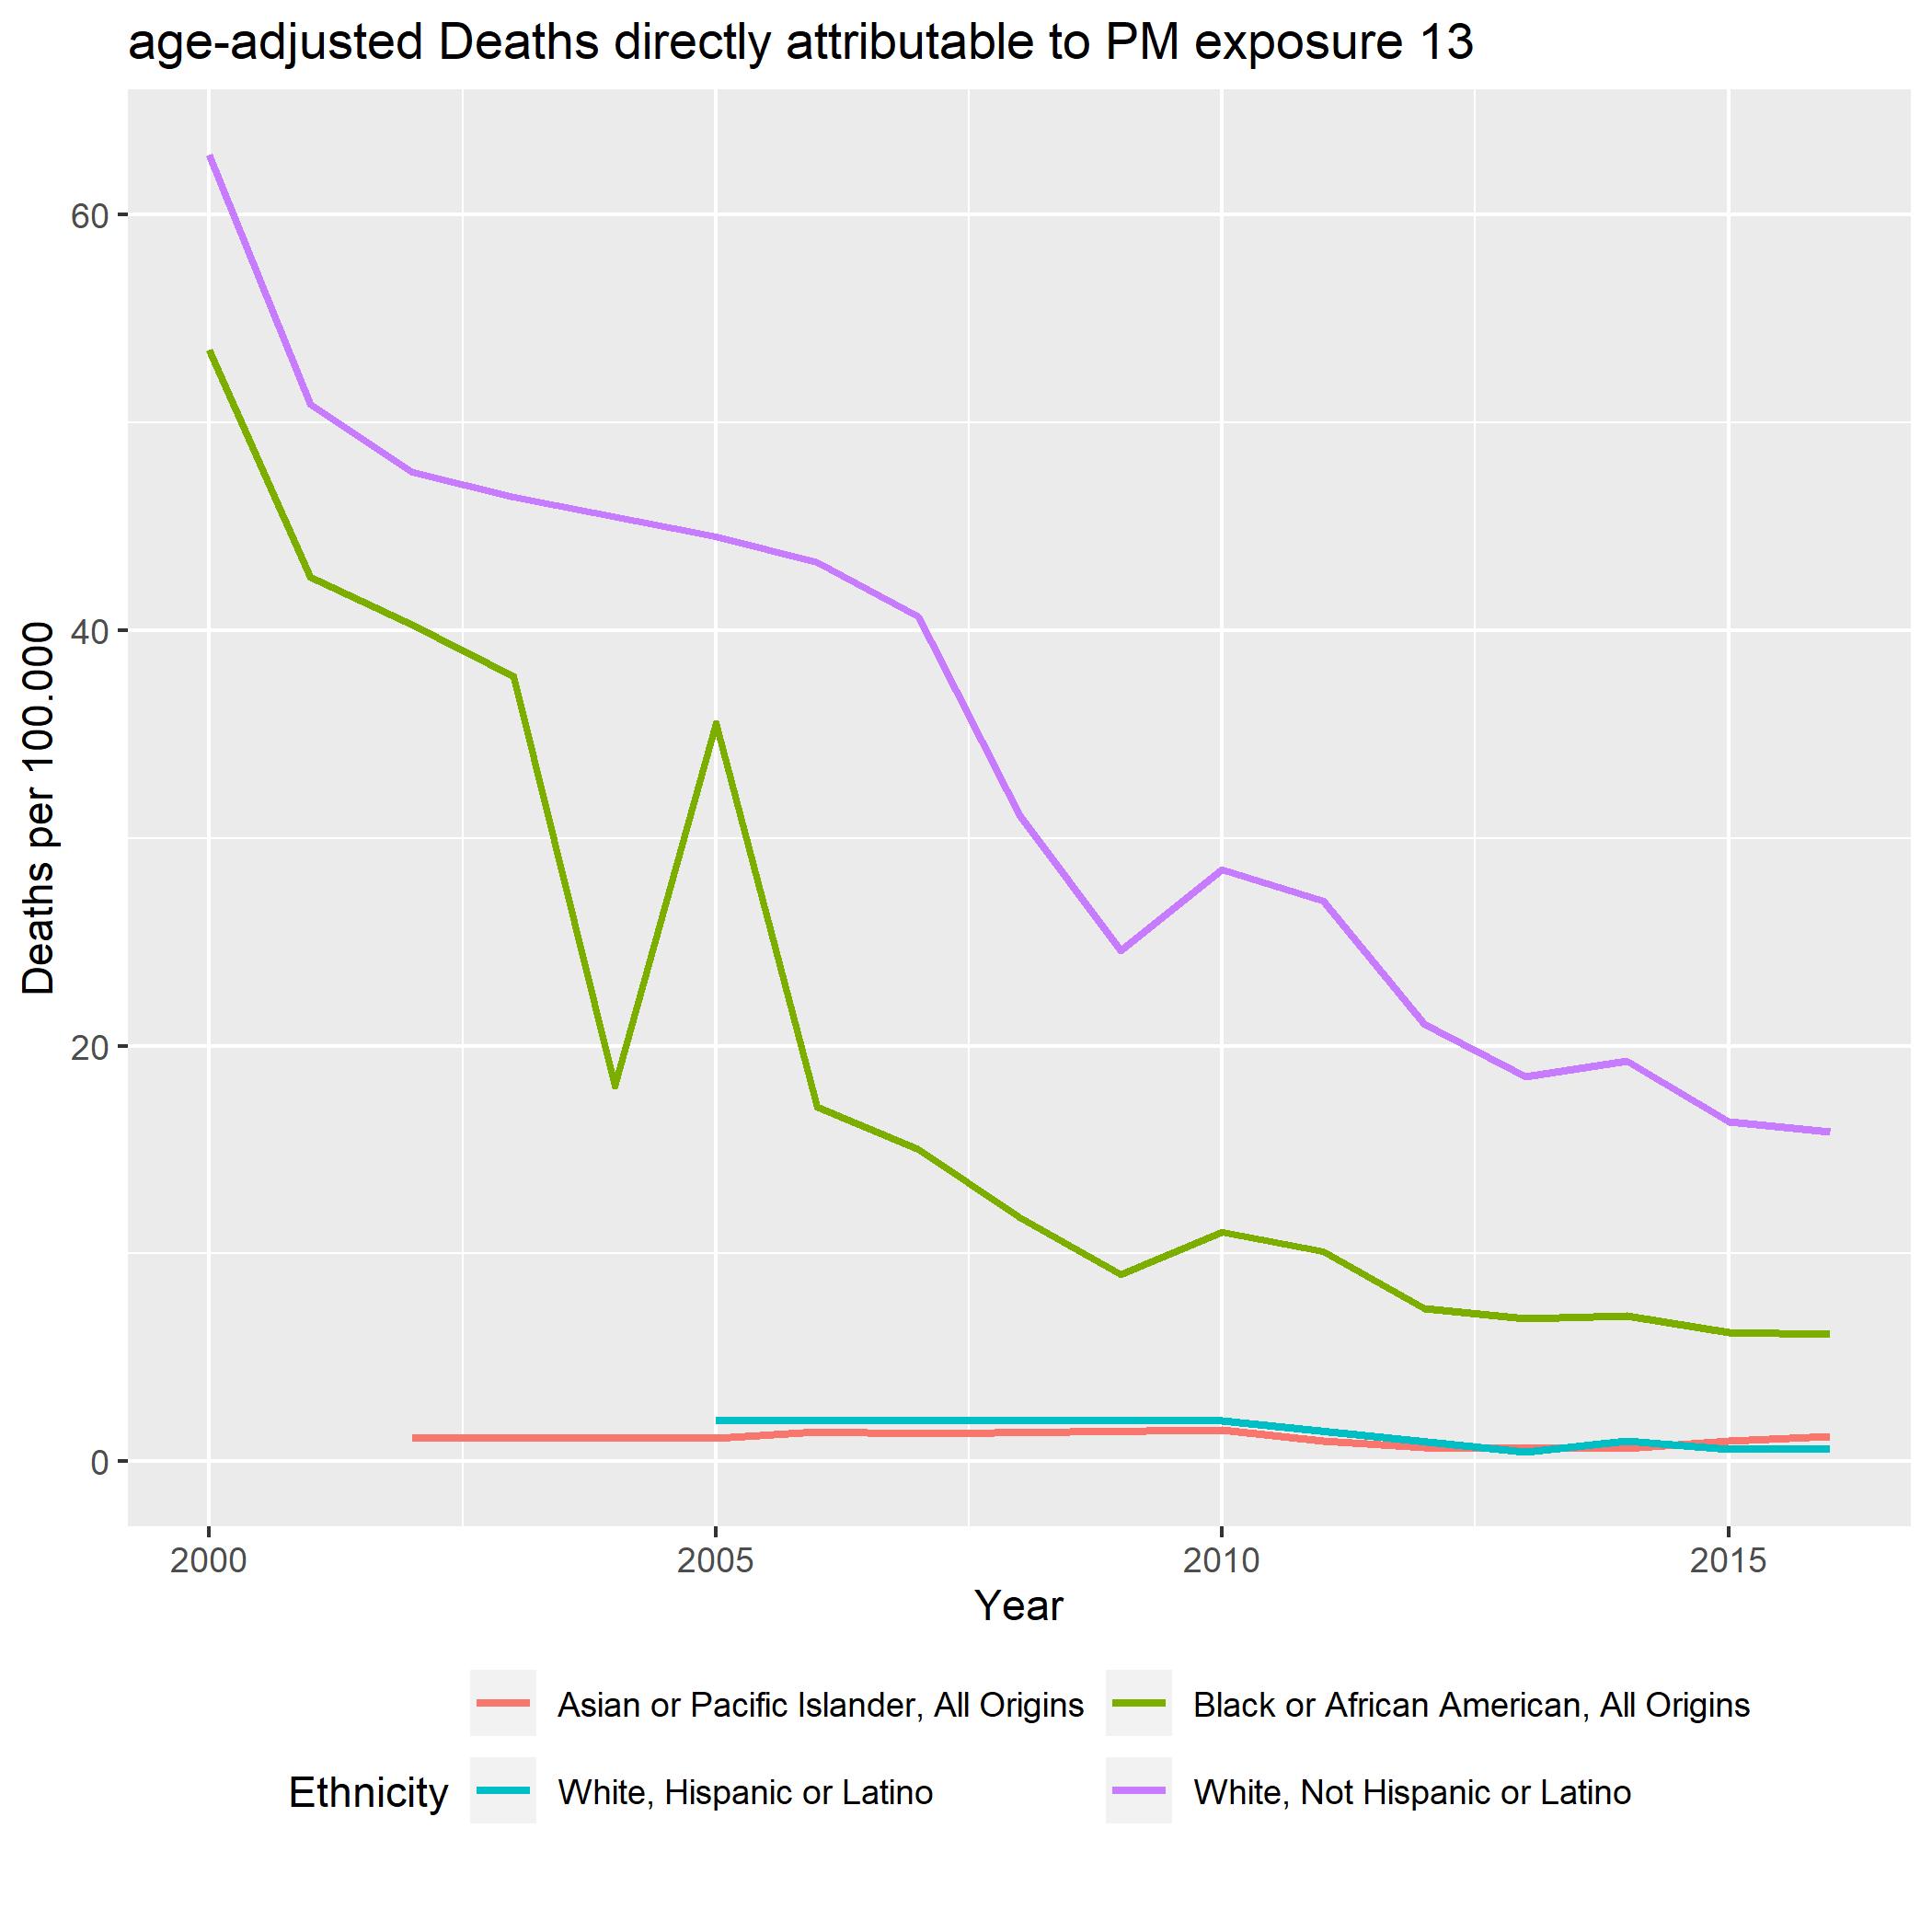 age-adjusted Deaths directly attributable to PM exposure 13
Deaths per 100.000
60
40
20
0
2000 2005 2010 2015
Year
Ethnicity
Asian or Pacific Islander, All Origins
Black or African American, All Origins
White, Hispanic or Latino
White, Not Hispanic or Latino